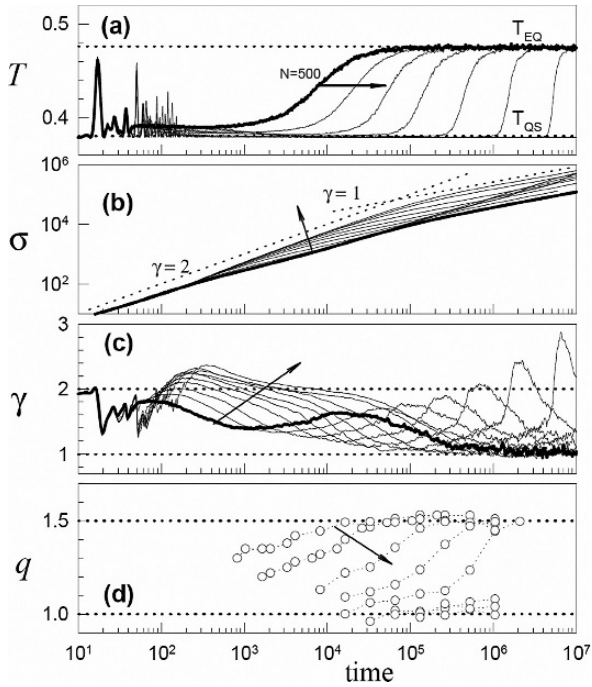 (a)
0.5
T
0.4
N=500
T_EQ
T_QS
(b)
10^6
σ
10^4
10^2
γ = 1
γ = 2
(c)
3
γ
2
1
(d)
1.5
q
1.0
10^1 10^2 10^3 10^4 10^5 10^6 10^7
time